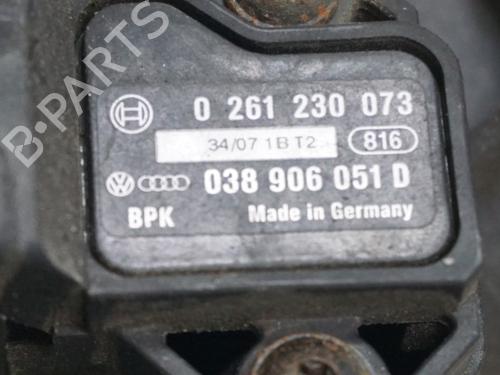 B-PARTS
0 261 230 073
34/07 1B T2 816
038 906 051 D
BPK Made in Germany